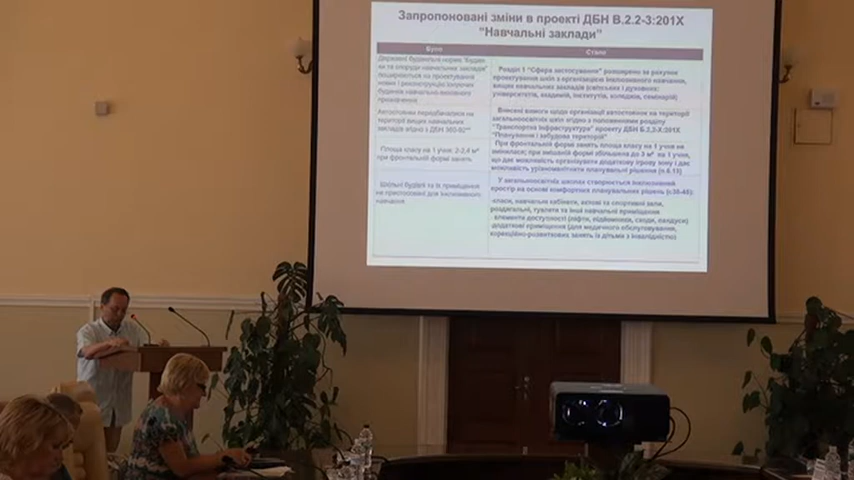 Запропоновані зміни в проекті ДБН В.2.2-3:201Х
"Навчальні заклади"
Було
Стало
Державні будівельні норми "Будин-
ки та споруди навчальних закладів"
поширюються на проектування
нових і реконструкцію існуючих
будинків навчально-виховного
призначення
Розділ 1 "Сфера застосування" розширено за рахунок
проектування шкіл з організацією інклюзивного навчання,
вищих навчальних закладів (світських і духовних:
університетів, академій, інститутів, коледжів, семінарій)
Автостоянки передбачалися на
території вищих навчальних
закладів згідно з ДБН 360-92**
Внесені вимоги щодо організації автостоянок на території
загальноосвітніх шкіл згідно з положеннями розділу
"Транспортна інфраструктура" проекту ДБН Б.2.2-Х:201Х
"Планування і забудова територій"
Площа класу на 1 учня: 2-2,4 м²
при фронтальній формі занять
При фронтальній формі занять площа класу на 1 учня не
змінилася; при змішаній формі збільшена до 3 м² на 1 учня,
що дає можливість організувати додаткову ігрову зону і дає
можливість урізноманітнити планувальні рішення (п.6.13)
Шкільні будівлі та їх приміщення
не пристосовані для інклюзивного
навчання
У загальноосвітніх школах створюється інклюзивний
простір на основі комфортних планувальних рішень
класи, навчальні кабінети, актові та спортивні зали,
роздягальні, туалети та інші навчальні приміщення
елементи доступності (ліфти, підйомники, сходи, пандуси)
додаткові приміщення (для медичного обслуговування,
корекційно-розвиткових занять із дітьми з інвалідністю)